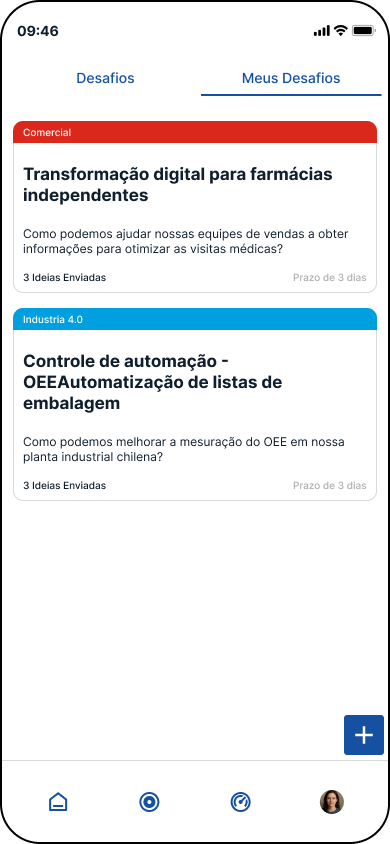 09:46
Desafios
Meus Desafios
Comercial
Transformação digital para farmácias
independentes
Como podemos ajudar nossas equipes de vendas a obter
informações para otimizar as visitas médicas?
3 Ideias Enviadas
Prazo de 3 dias
Industria 4.0
Controle de automação -
OEEAutomatização de listas de
embalagem
Como podemos melhorar a mesuração do OEE em nossa
planta industrial chilena?
3 Ideias Enviadas
Prazo de 3 dias